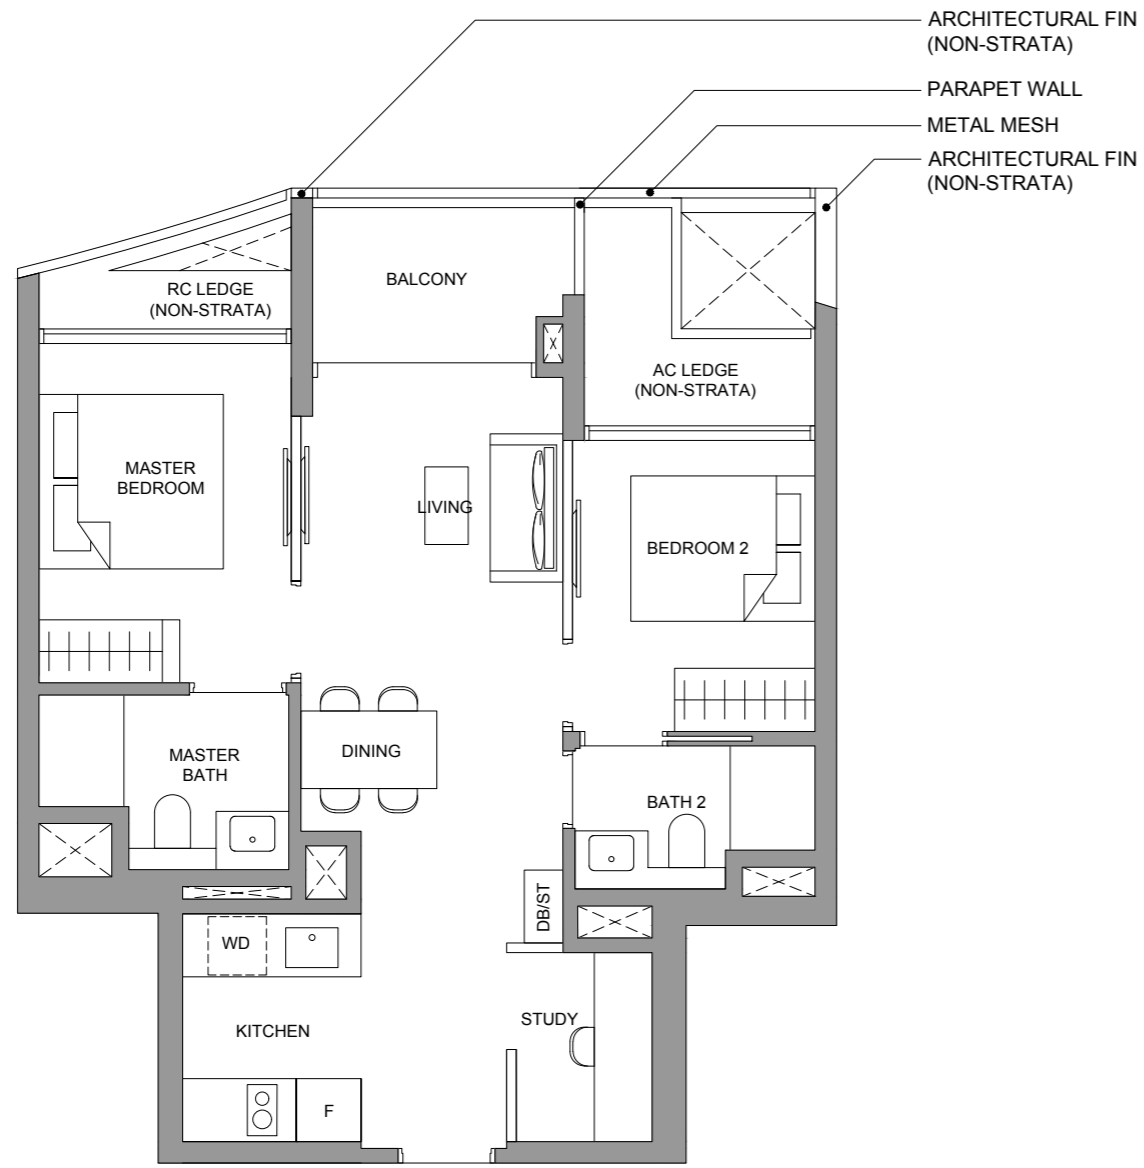 ARCHITECTURAL FIN
(NON-STRATA)
PARAPET WALL
METAL MESH
ARCHITECTURAL FIN
(NON-STRATA)
BALCONY
RC LEDGE
(NON-STRATA)
AC LEDGE
(NON-STRATA)
MASTER
BEDROOM
LIVING
BEDROOM 2
DINING
MASTER
BATH
BATH 2
DB/ST
WD
STUDY
KITCHEN
F